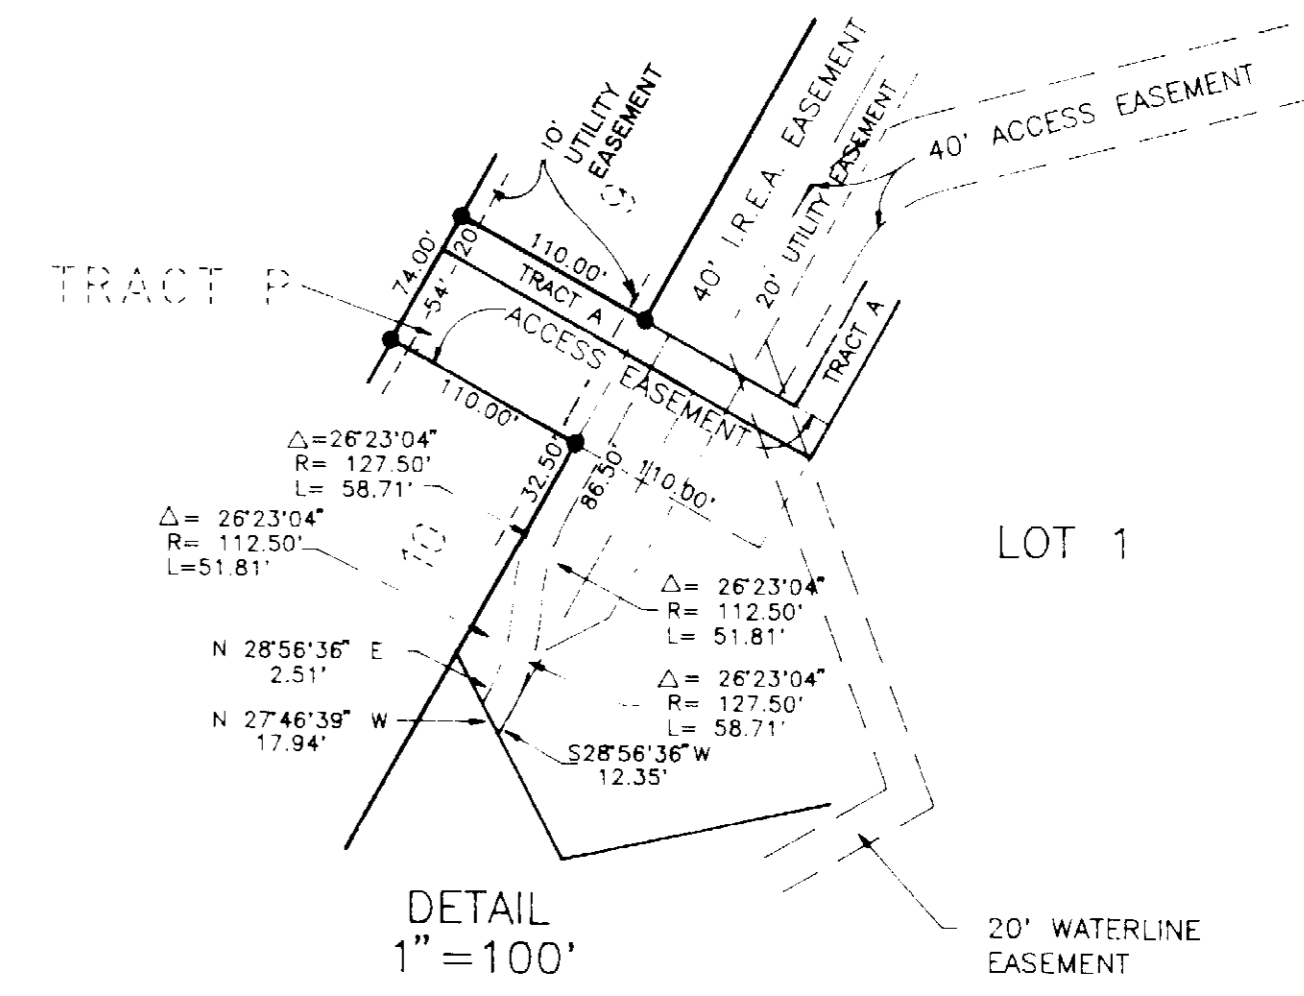 10'
UTILITY
EASEMENT
9
40' I.R.E.A. EASEMENT
20' UTILITY EASEMENT
40' ACCESS EASEMENT
TRACT P
74.00'
20'
54'
110.00'
TRACT A
ACCESS EASEMENT
TRACT A
110.00'
32.50'
86.50'
110.00'
△=26°23'04"
R= 127.50'
L= 58.71'
△= 26°23'04"
R= 112.50'
L=51.81'
10
LOT 1
△= 26°23'04"
R= 112.50'
L= 51.81'
N 28°56'36" E
2.51'
△= 26°23'04"
R= 127.50'
L= 58.71'
N 27°46'39" W
17.94'
S28°56'36"W
12.35'
DETAIL
1"=100'
20' WATERLINE
EASEMENT